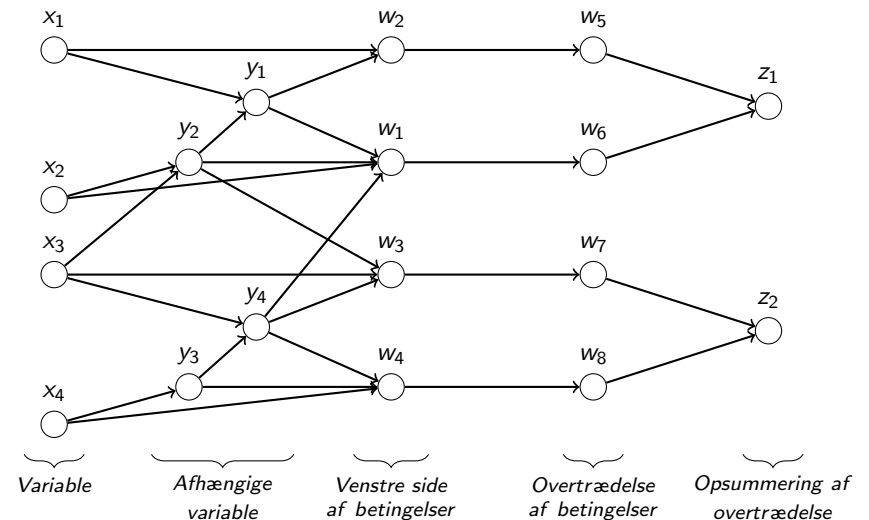 x₁
w₂
w₅
y₁
z₁
y₂
w₁
w₆
x₂
x₃
w₃
w₇
y₄
z₂
y₃
w₄
w₈
x₄
Variable
Afhængige
variable
Venstre side
af betingelser
Overtrædelse
af betingelser
Opsummering af
overtrædelse